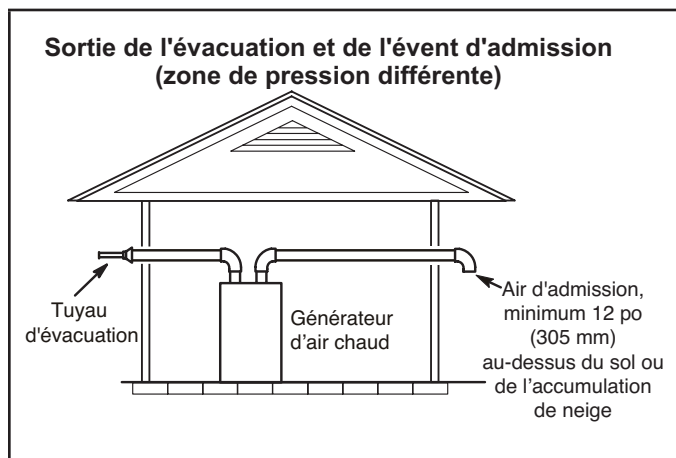 Sortie de l'évacuation et de l'évent d'admission
(zone de pression différente)
Tuyau
d'évacuation
Générateur
d’air chaud
Air d'admission,
minimum 12 po
(305 mm)
au-dessus du sol ou
de l’accumulation
de neige